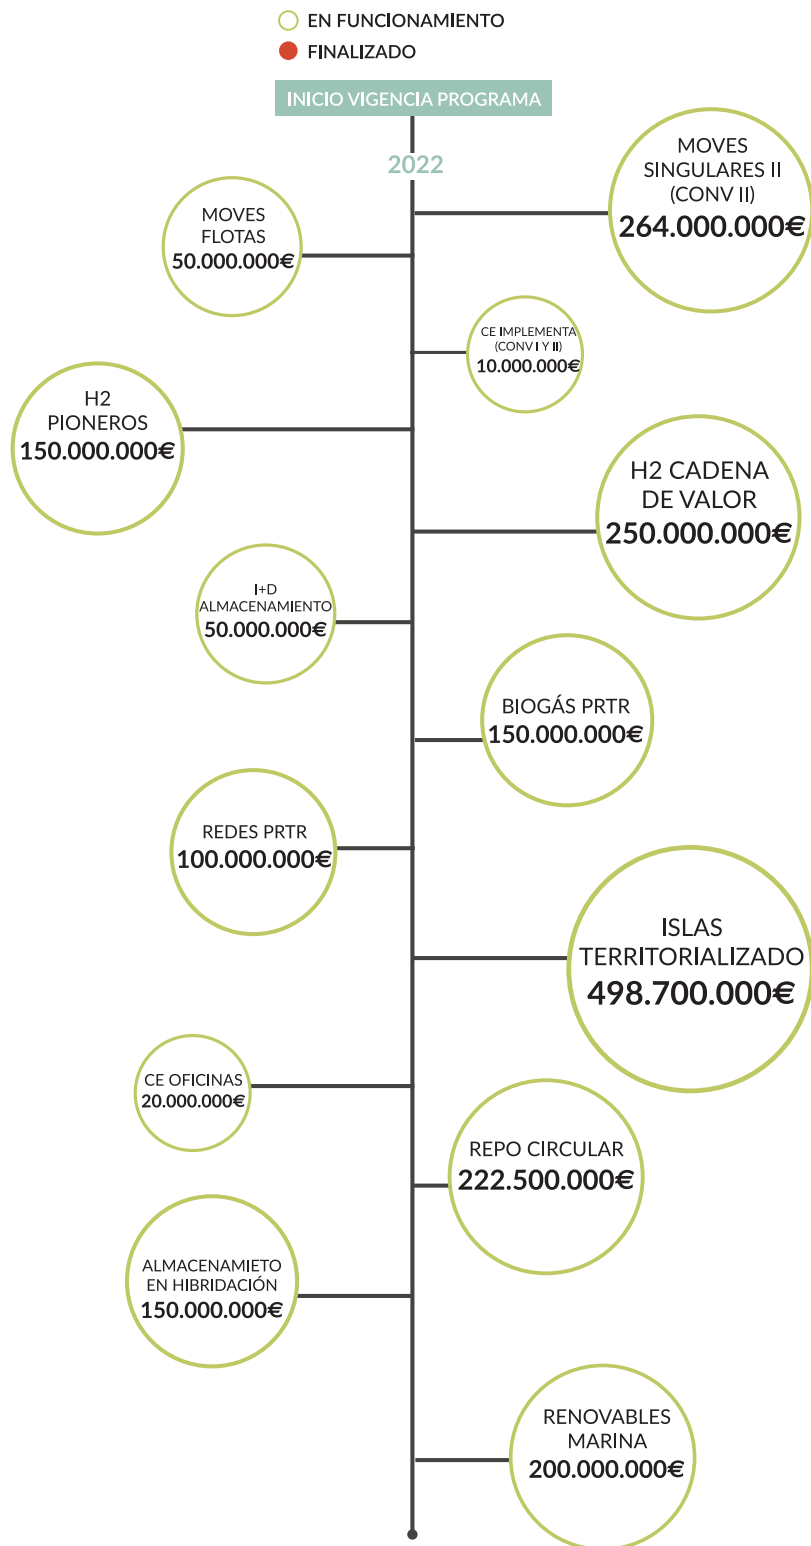 EN FUNCIONAMIENTO
FINALIZADO
INICIO VIGENCIA PROGRAMA
2022
MOVES
SINGULARES II
(CONV II)
264.000.000€
MOVES
FLOTAS
50.000.000€
CE IMPLEMENTA
(CONV I Y II)
10.000.000€
H2
PIONEROS
150.000.000€
H2 CADENA
DE VALOR
250.000.000€
I+D
ALMACENAMIENTO
50.000.000€
BIOGÁS PRTR
150.000.000€
REDES PRTR
100.000.000€
ISLAS
TERRITORIALIZADO
498.700.000€
CE OFICINAS
20.000.000€
REPO CIRCULAR
222.500.000€
ALMACENAMIETO
EN HIBRIDACIÓN
150.000.000€
RENOVABLES
MARINA
200.000.000€